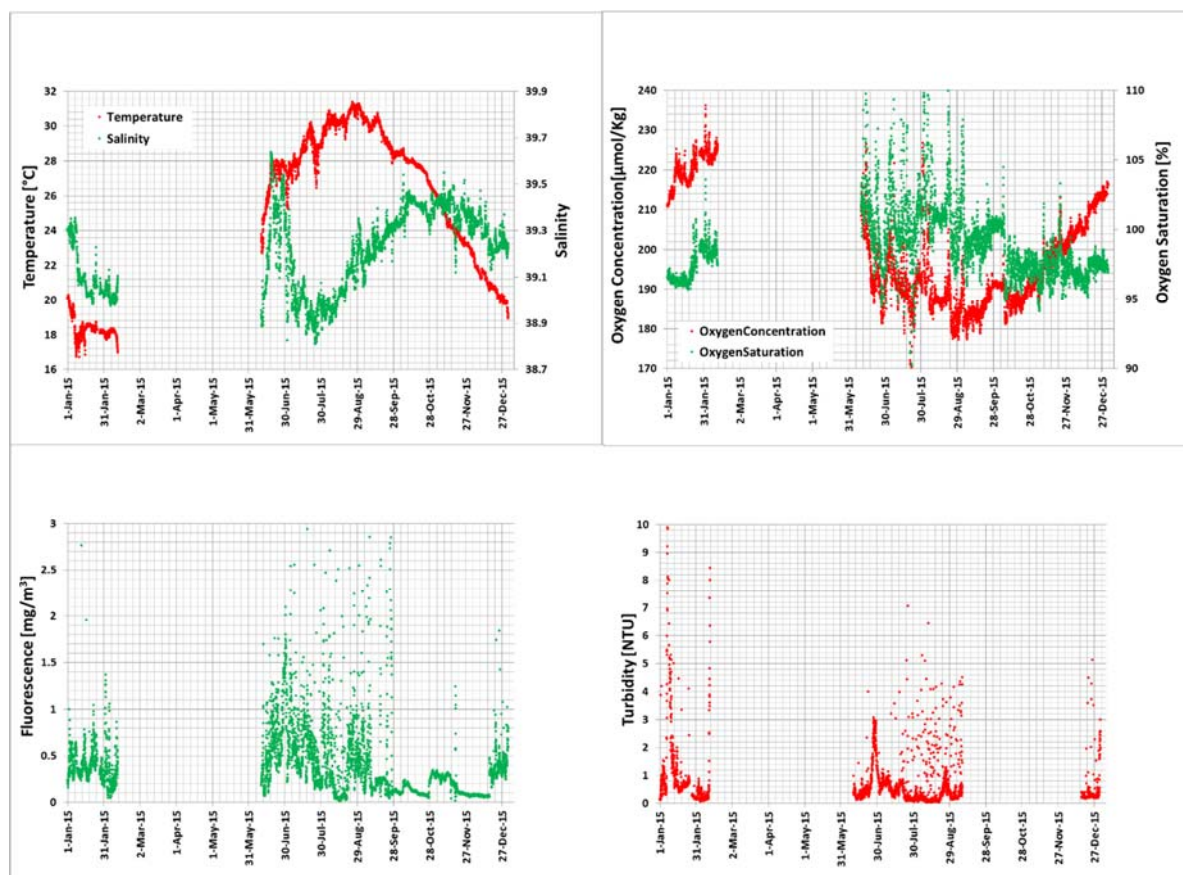 32
30
28
26
24
22
20
18
16
Temperature [°C]
Temperature
Salinity
39.9
39.7
39.5
39.3
39.1
38.9
38.7
Salinity
1-Jan-15
31-Jan-15
2-Mar-15
1-Apr-15
1-May-15
31-May-15
30-Jun-15
30-Jul-15
29-Aug-15
28-Sep-15
28-Oct-15
27-Nov-15
27-Dec-15
240
230
220
210
200
190
180
170
Oxygen Concentration[µmol/Kg]
OxygenConcentration
OxygenSaturation
110
105
100
95
90
Oxygen Saturation [%]
1-Jan-15
31-Jan-15
2-Mar-15
1-Apr-15
1-May-15
31-May-15
30-Jun-15
30-Jul-15
29-Aug-15
28-Sep-15
28-Oct-15
27-Nov-15
27-Dec-15
3
2.5
2
1.5
1
0.5
0
Fluorescence [mg/m³]
1-Jan-15
31-Jan-15
2-Mar-15
1-Apr-15
1-May-15
31-May-15
30-Jun-15
30-Jul-15
29-Aug-15
28-Sep-15
28-Oct-15
27-Nov-15
27-Dec-15
10
9
8
7
6
5
4
3
2
1
0
Turbidity [NTU]
1-Jan-15
31-Jan-15
2-Mar-15
1-Apr-15
1-May-15
31-May-15
30-Jun-15
30-Jul-15
29-Aug-15
28-Sep-15
28-Oct-15
27-Nov-15
27-Dec-15